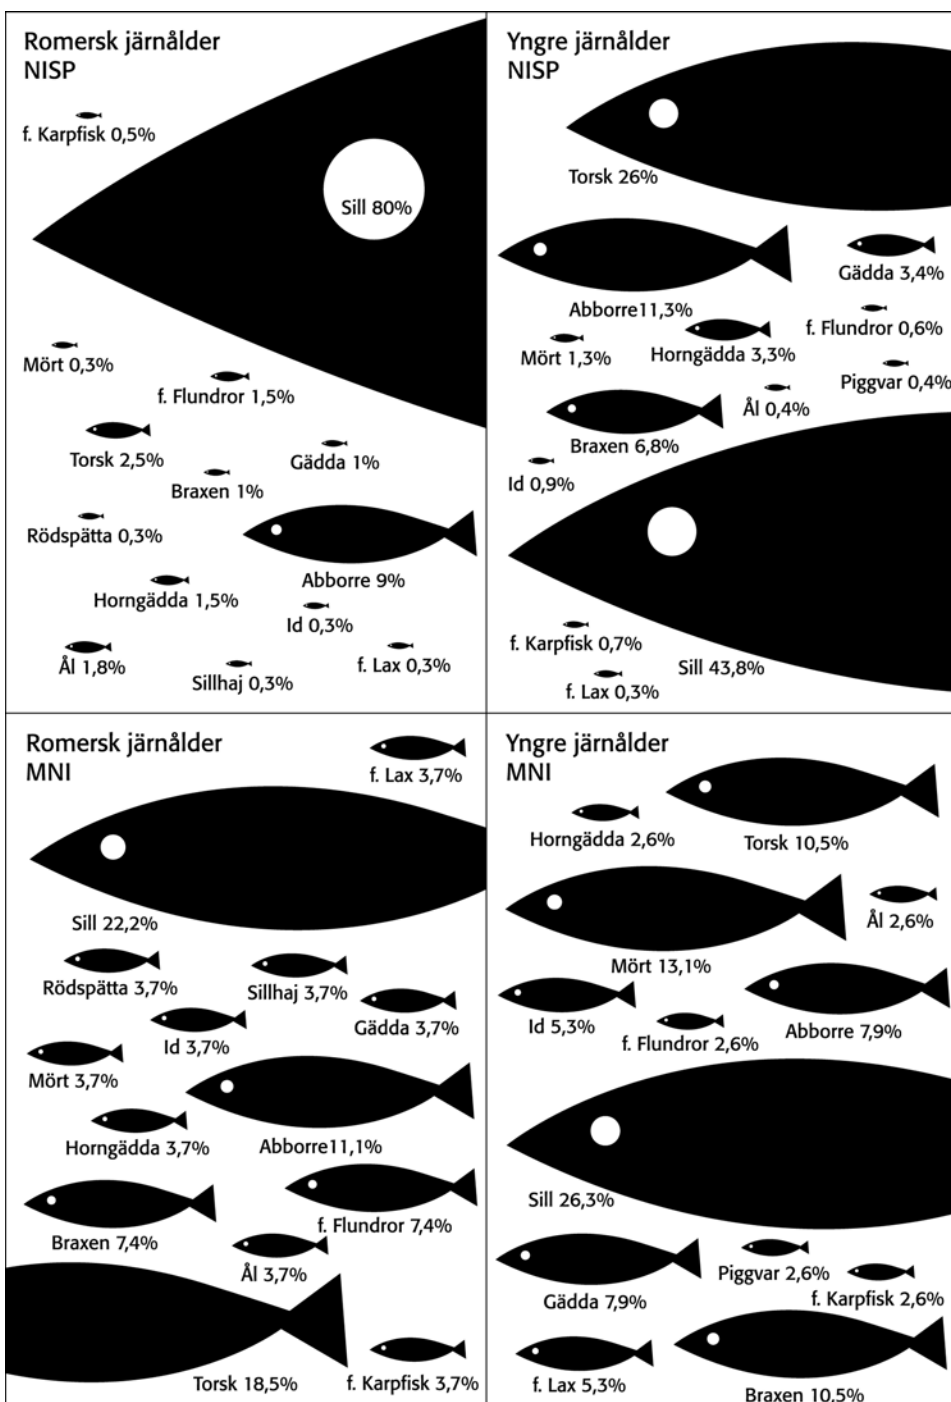 Romersk järnålder
NISP
f. Karpfisk 0,5%
Sill 80%
Mört 0,3%
f. Flundror 1,5%
Torsk 2,5%
Gädda 1%
Braxen 1%
Rödspätta 0,3%
Abborre 9%
Horngädda 1,5%
Id 0,3%
Ål 1,8%
f. Lax 0,3%
Sillhaj 0,3%
Yngre järnålder
NISP
Torsk 26%
Gädda 3,4%
Abborre11,3%
f. Flundror 0,6%
Mört 1,3%
Horngädda 3,3%
Piggvar 0,4%
Ål 0,4%
Braxen 6,8%
Id 0,9%
f. Karpfisk 0,7%
Sill 43,8%
f. Lax 0,3%
Romersk järnålder
MNI
f. Lax 3,7%
Sill 22,2%
Rödspätta 3,7%
Sillhaj 3,7%
Gädda 3,7%
Id 3,7%
Mört 3,7%
Horngädda 3,7%
Abborre11,1%
f. Flundror 7,4%
Braxen 7,4%
Ål 3,7%
Torsk 18,5%
f. Karpfisk 3,7%
Yngre järnålder
MNI
Horngädda 2,6%
Torsk 10,5%
Ål 2,6%
Mört 13,1%
Id 5,3%
f. Flundror 2,6%
Abborre 7,9%
Sill 26,3%
Piggvar 2,6%
Gädda 7,9%
f. Karpfisk 2,6%
f. Lax 5,3%
Braxen 10,5%